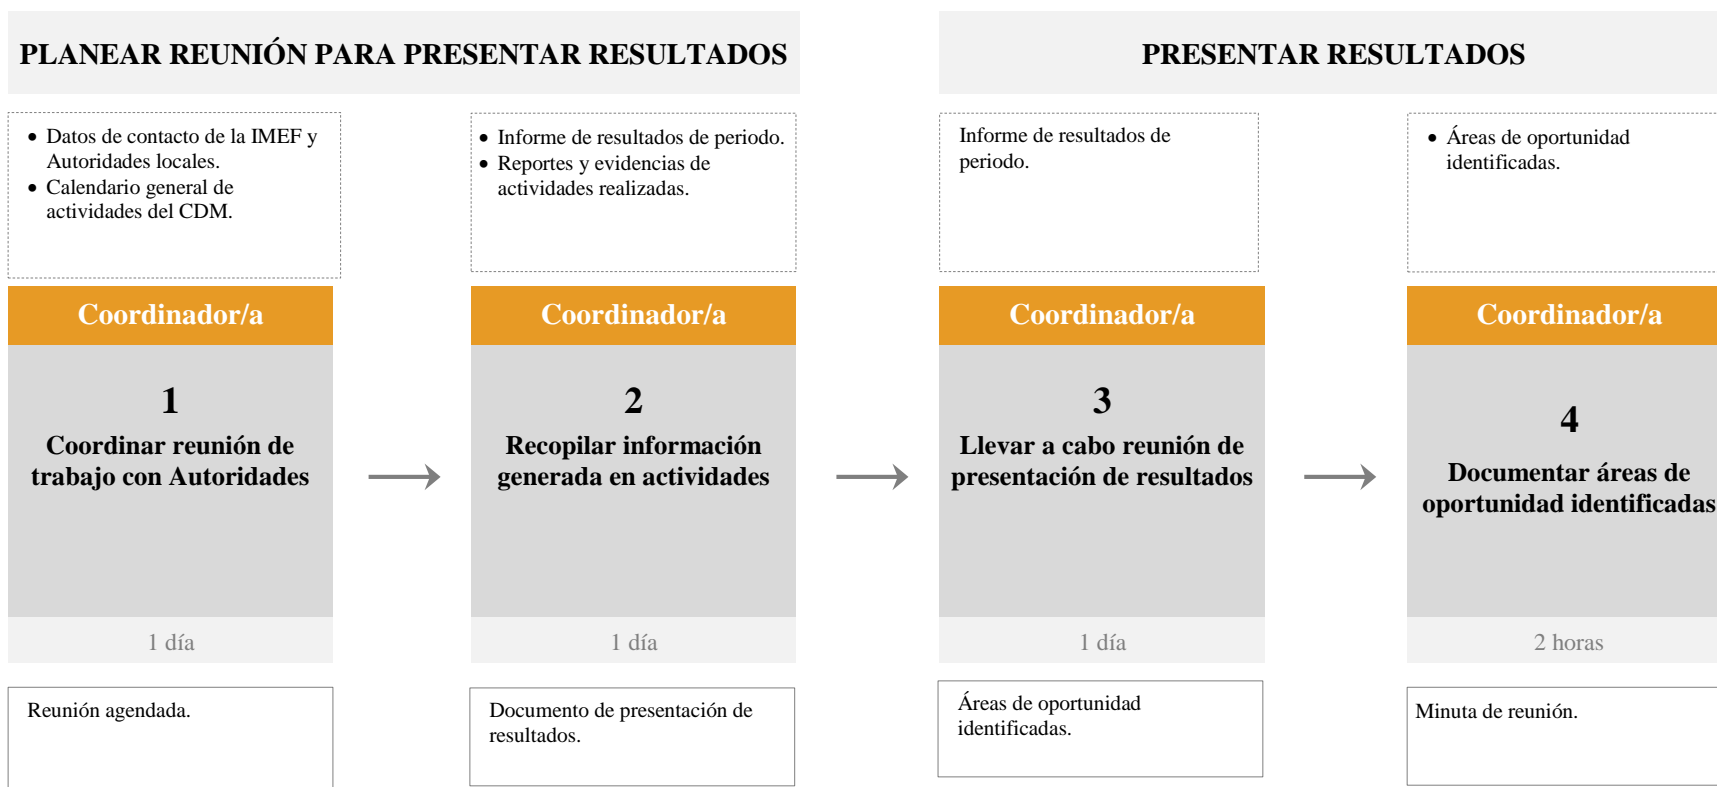 PLANEAR REUNIÓN PARA PRESENTAR RESULTADOS
PRESENTAR RESULTADOS
• Datos de contacto de la IMEF y
Autoridades locales.
• Calendario general de
actividades del CDM.
• Informe de resultados de periodo.
• Reportes y evidencias de
actividades realizadas.
Informe de resultados de
periodo.
• Áreas de oportunidad
identificadas.
Coordinador/a
Coordinador/a
Coordinador/a
Coordinador/a
1
Coordinar reunión de
trabajo con Autoridades
2
Recopilar información
generada en actividades
3
Llevar a cabo reunión de
presentación de resultados
4
Documentar áreas de
oportunidad identificadas
1 día
1 día
1 día
2 horas
Reunión agendada.
Documento de presentación de
resultados.
Áreas de oportunidad
identificadas.
Minuta de reunión.